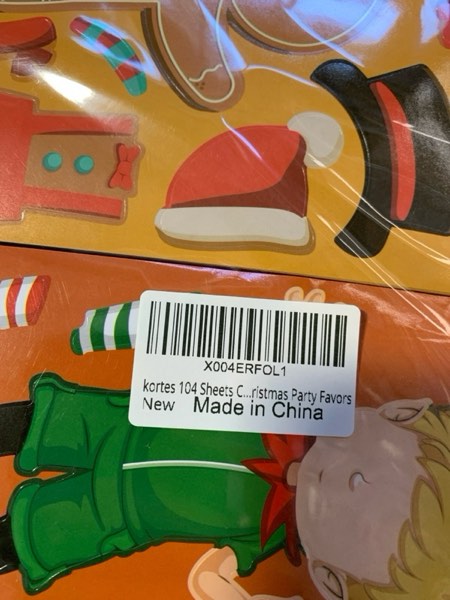 X004ERFOL1
kortes 104 Sheets C...ristmas Party Favors
New Made in China